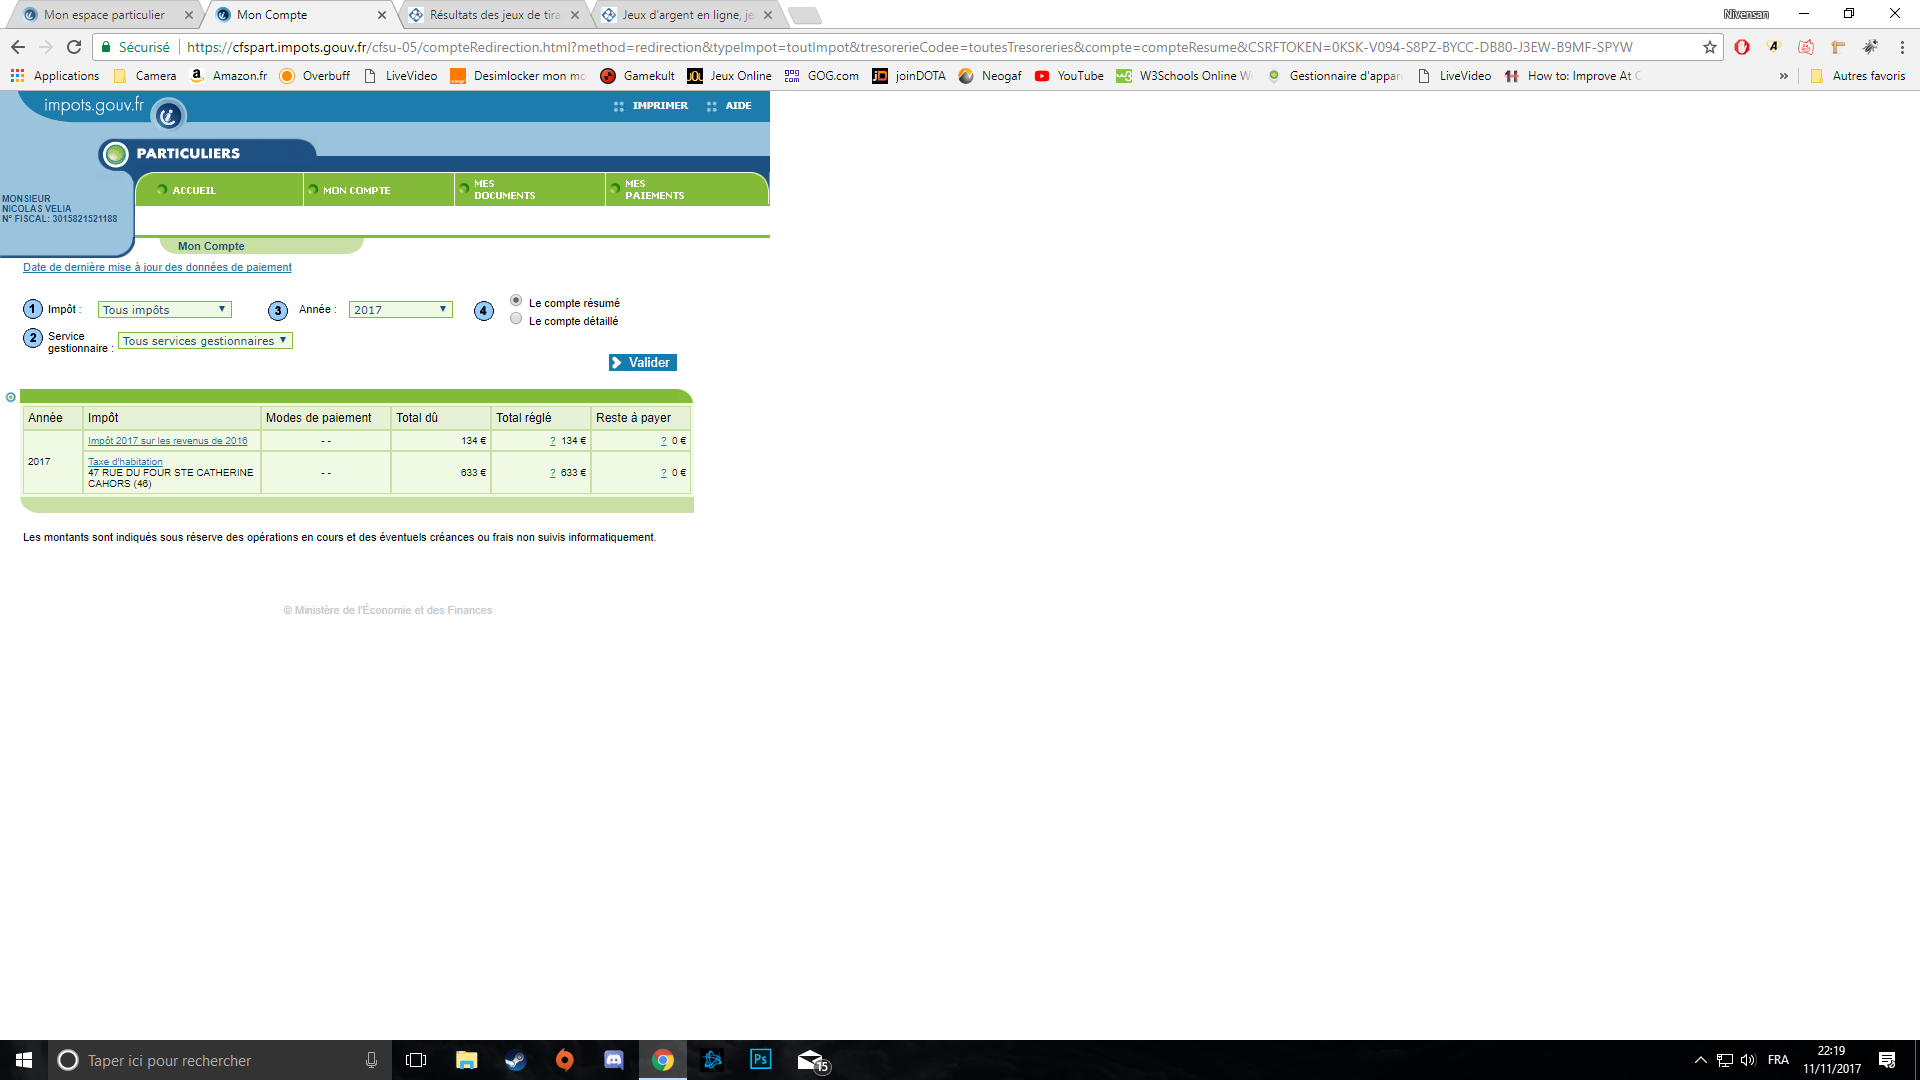 Mon espace particulier
Mon Compte
Résultats des jeux de tira
Jeux d'argent en ligne, je
Nivensan
Sécurisé
https://cfspart.impots.gouv.fr/cfsu-05/compteRedirection.html?method=redirection&typeImpot=toutImpot&tresorerieCodee=toutesTresoreries&compte=compteResume&CSRFTOKEN=0KSK-V094-S8PZ-BYCC-DB80-J3EW-B9MF-SPYW
Applications
Camera
Amazon.fr
Overbuff
LiveVideo
Desimlocker mon mo
Gamekult
Jeux Online
GOG.com
joinDOTA
Neogaf
YouTube
W3Schools Online W
Gestionnaire d'appar
LiveVideo
How to: Improve At C
»
Autres favoris
impots.gouv.fr
IMPRIMER
AIDE
PARTICULIERS
ACCUEIL
MON COMPTE
MES
DOCUMENTS
MES
PAIEMENTS
MONSIEUR
NICOLAS VELIA
N° FISCAL: 3015821521188
Mon Compte
Date de dernière mise à jour des données de paiement
1 Impôt : Tous impôts
3 Année : 2017
4 Le compte résumé
Le compte détaillé
2 Service
gestionnaire : Tous services gestionnaires
Valider
Année Impôt Modes de paiement Total dû Total réglé Reste à payer
2017
Impôt 2017 sur les revenus de 2016 - - 134 € ? 134 € ? 0 €
Taxe d'habitation
47 RUE DU FOUR STE CATHERINE
CAHORS (46)
- - 633 € ? 633 € ? 0 €
Les montants sont indiqués sous réserve des opérations en cours et des éventuels créances ou frais non suivis informatiquement.
© Ministère de l'Économie et des Finances
Taper ici pour rechercher
Ps
15
FRA
22:19
11/11/2017